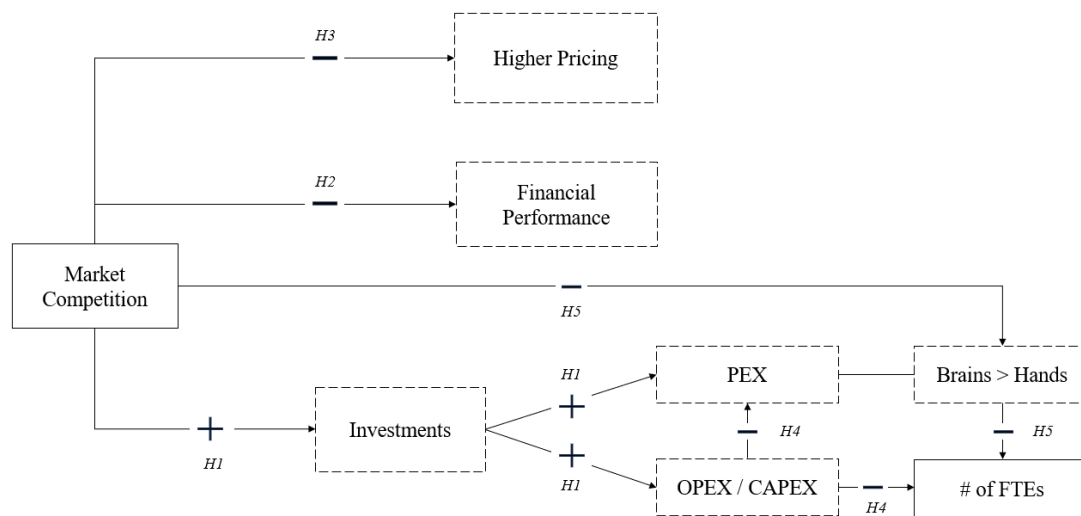 H3
Higher Pricing
H2
Financial
Performance
Market
Competition
H5
H1
PEX
Brains > Hands
Investments
H1
H4
H5
H1
OPEX / CAPEX
H4
# of FTEs
H1